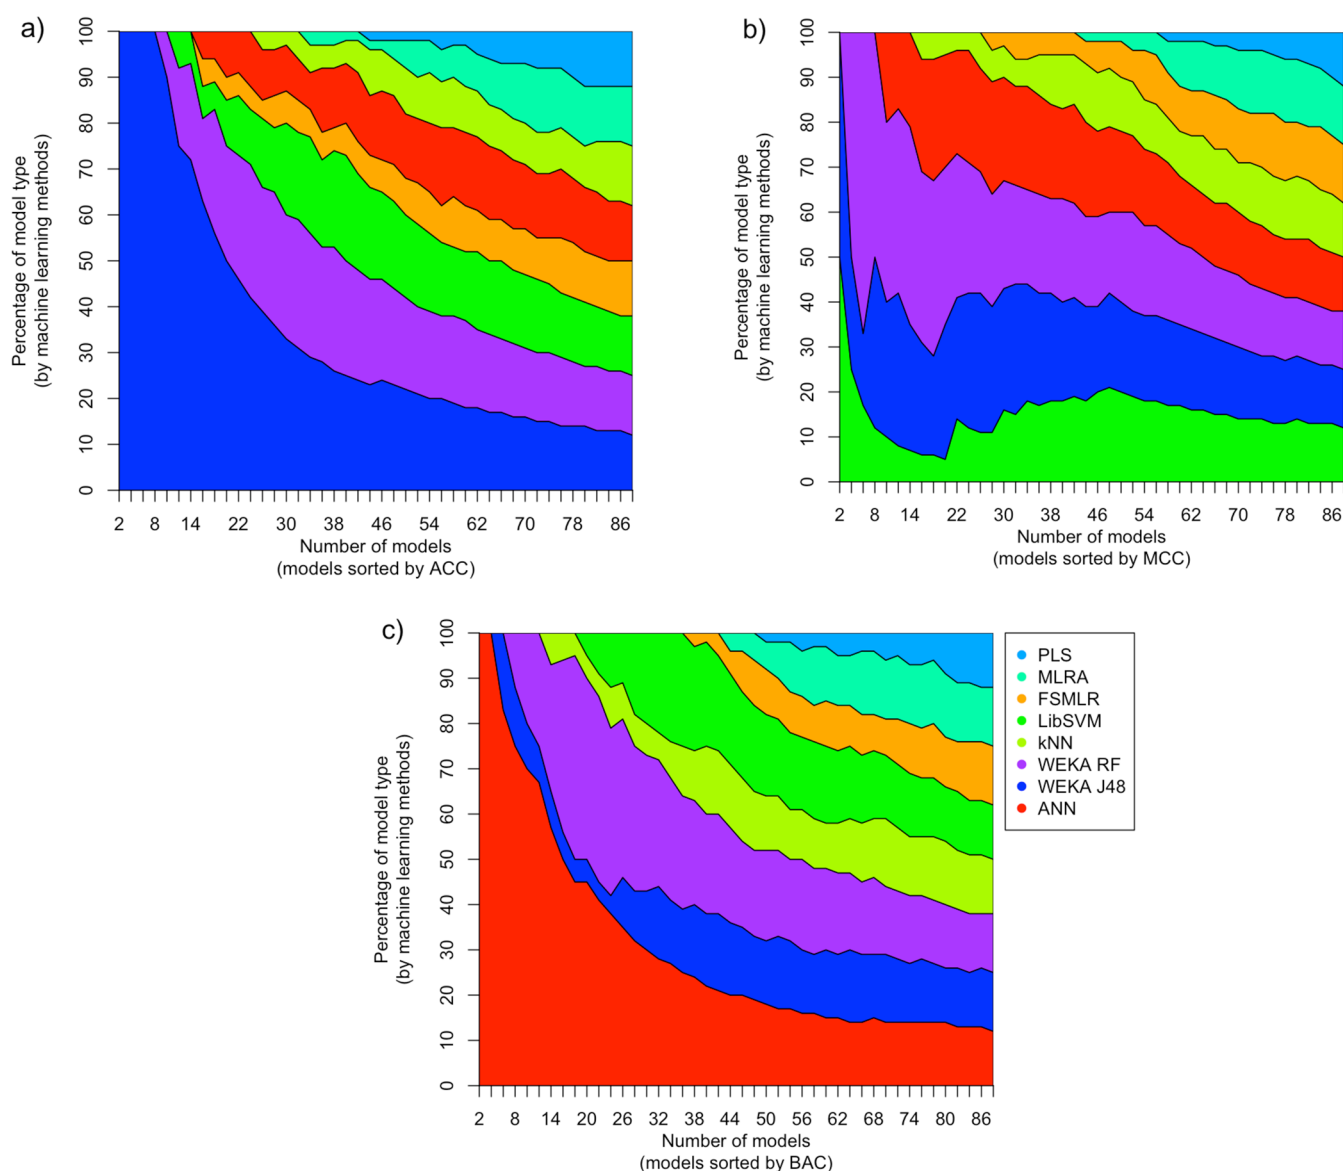 a)
Percentage of model type
(by machine learning methods)
100
90
80
70
60
50
40
30
20
10
0
2 8 14 22 30 38 46 54 62 70 78 86
Number of models
(models sorted by ACC)
b)
Percentage of model type
(by machine learning methods)
100
90
80
70
60
50
40
30
20
10
0
2 8 14 22 30 38 46 54 62 70 78 86
Number of models
(models sorted by MCC)
c)
Percentage of model type
(by machine learning methods)
100
90
80
70
60
50
40
30
20
10
0
2 8 14 20 26 32 38 44 50 56 62 68 74 80 86
Number of models
(models sorted by BAC)
PLS
MLRA
FSMLR
LibSVM
kNN
WEKA RF
WEKA J48
ANN